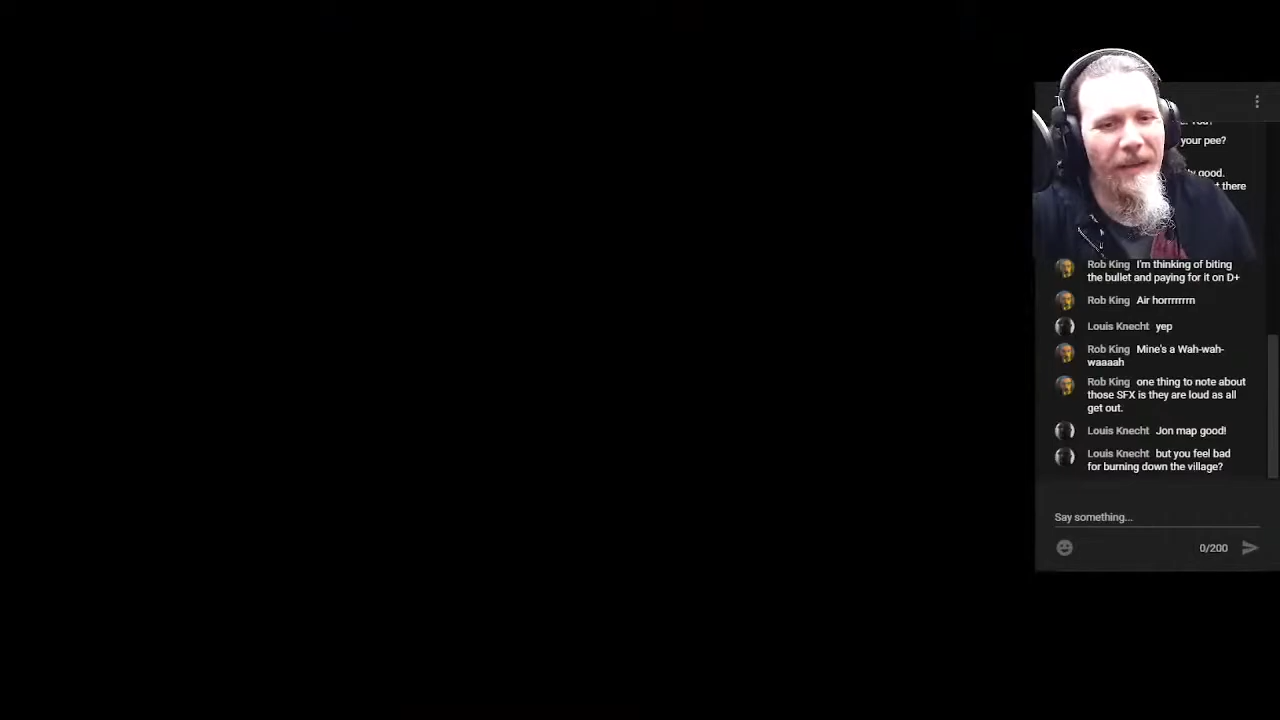 your pee?
good.
there
Rob King I'm thinking of biting
the bullet and paying for it on D+
Rob King Air horrrrrrrn
Louis Knecht yep
Rob King Mine's a Wah-wah-
waaaah
Rob King one thing to note about
those SFX is they are loud as all
get out.
Louis Knecht Jon map good!
Louis Knecht but you feel bad
for burning down the village?
Say something...
0/200